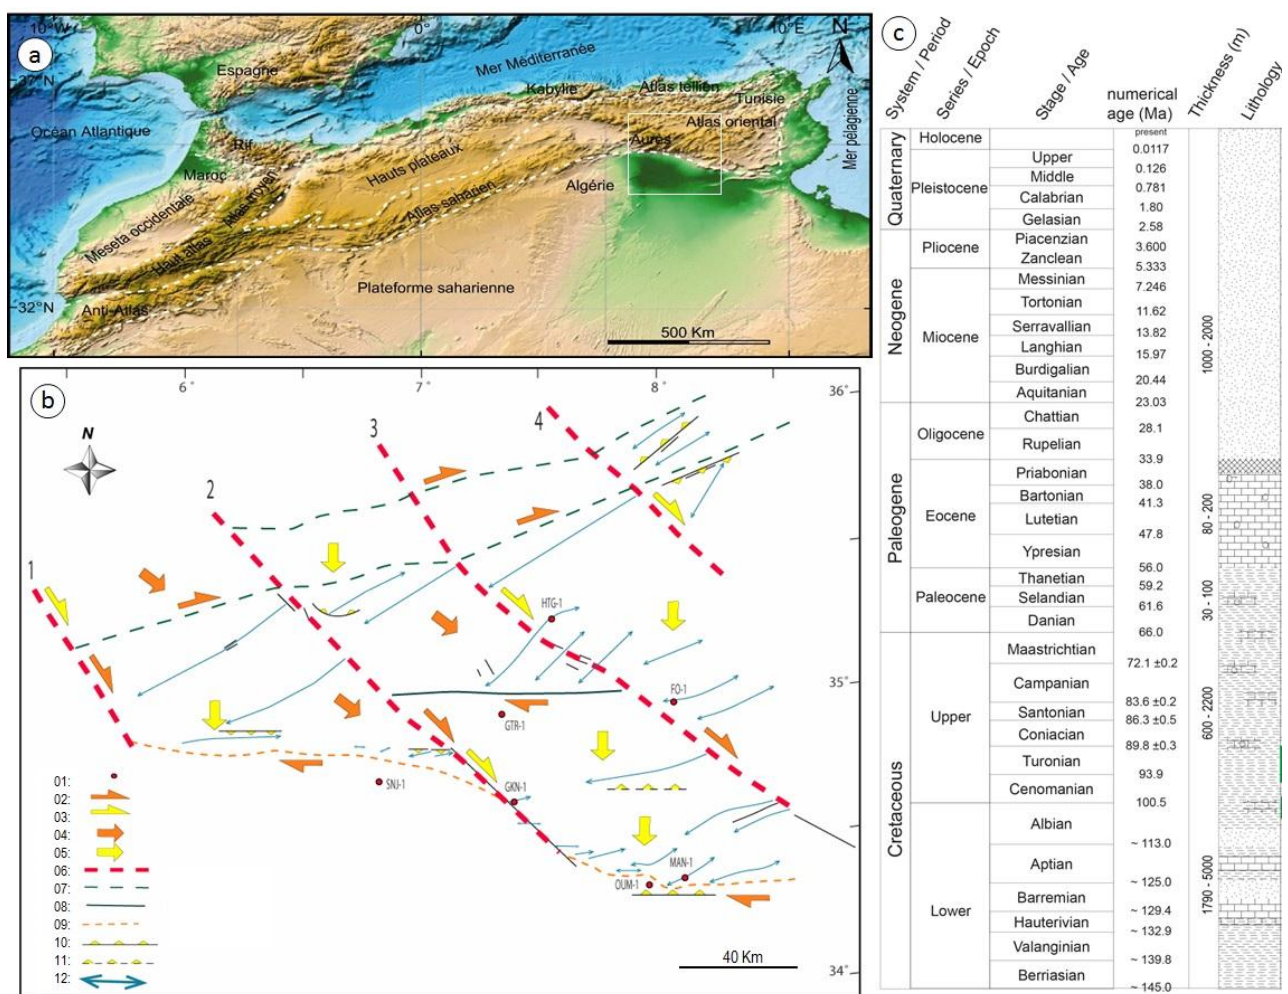 a
10°W
0°
10°E
N
37°N
Espagne
Mer Méditerranée
Kabylie
Atlas tellien
Tunisie
Atlas oriental
Mer pélagienne
Océan Atlantique
Rif
Aures
Hauts plateaux
Maroc
Algérie
Atlas saharien
Atlas moyen
Meseta occidentale
Haut atlas
Plateforme saharienne
32°N
Anti-Atlas
500 Km
b
6°
7°
8°
36°
N
4
3
2
1
HTG-1
35°
FO-1
GTR-1
SNJ-1
GKN-1
MAN-1
OUM-1
01:
02:
03:
04:
05:
06:
07:
08:
09:
10:
11:
12:
40 Km
34°
c
System / Period
Series / Epoch
Stage / Age
numerical
age (Ma)
Thickness (m)
Lithology
Quaternary
Holocene
present
0.0117
Pleistocene
Upper
0.126
Middle
0.781
Calabrian
1.80
Gelasian
2.58
Neogene
Pliocene
Piacenzian
3.600
Zanclean
5.333
Miocene
Messinian
7.246
Tortonian
11.62
Serravallian
13.82
Langhian
15.97
Burdigalian
20.44
Aquitanian
23.03
1000 - 2000
Paleogene
Oligocene
Chattian
28.1
Rupelian
33.9
Eocene
Priabonian
38.0
Bartonian
41.3
Lutetian
47.8
Ypresian
56.0
80 - 200
Paleocene
Thanetian
59.2
Selandian
61.6
Danian
66.0
30 - 100
Cretaceous
Upper
Maastrichtian
72.1 ±0.2
Campanian
83.6 ±0.2
Santonian
86.3 ±0.5
Coniacian
89.8 ±0.3
Turonian
93.9
Cenomanian
100.5
600 - 2200
Lower
Albian
~ 113.0
Aptian
~ 125.0
Barremian
~ 129.4
Hauterivian
~ 132.9
Valanginian
~ 139.8
Berriasian
~ 145.0
1790 - 5000